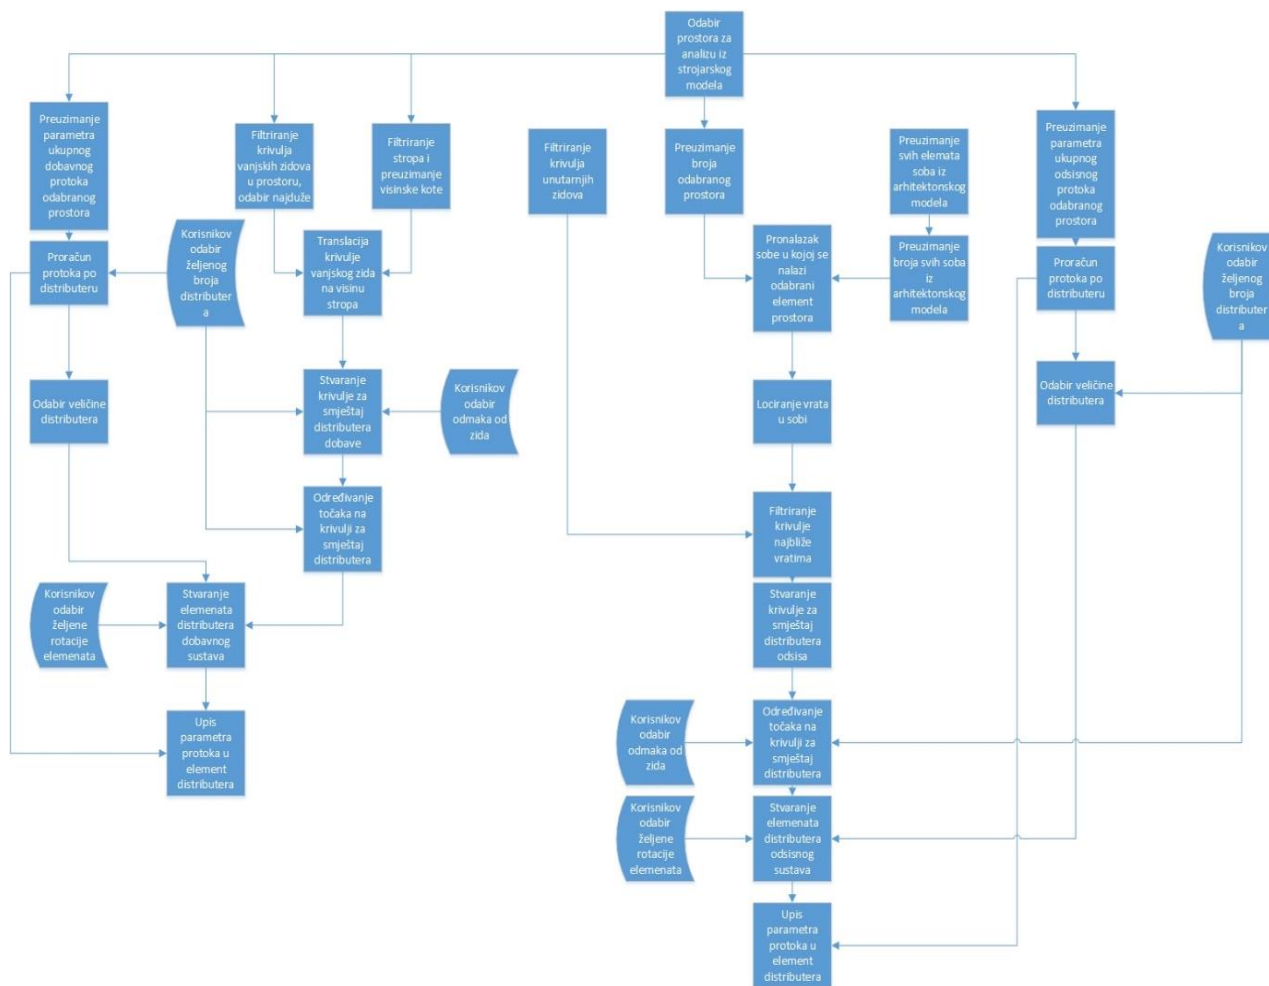 Odabir
prostora za
analizu iz
strojarskog
modela
Preuzimanje
parametra
ukupnog
dobavnog
protoka
odabranog
prostora
Filtriranje
krivulja
vanjskih zidova
u prostoru,
odabir najduže
Filtriranje
stropa i
preuzimanje
visinske kote
Filtriranje
krivulja
unutarnjih
zidova
Preuzimanje
broja
odabranog
prostora
Preuzimanje
svih elemata
soba iz
arhitektonskog
modela
Preuzimanje
parametra
ukupnog
odsisnog
protoka
odabranog
prostora
Proračun
protoka po
distributeru
Korisnikov
odabir
željenog
broja
distributer
a
Translacija
krivulje
vanjskog zida
na visinu
stropa
Pronalazak
sobe u kojoj se
nalazi
odabrani
element
prostora
Preuzimanje
broja svih soba
iz
arhitektonskog
modela
Proračun
protoka po
distributeru
Korisnikov
odabir
željenog
broja
distributer
a
Odabir veličine
distributera
Stvaranje
krivulje za
smještaj
distributera
dobave
Korisnikov
odabir
odmaka od
zida
Lociranje vrata
u sobi
Odabir veličine
distributera
Određivanje
točaka na
krivulji za
smještaj
distributera
Filtriranje
krivulje
najbliže
vratima
Korisnikov
odabir
željene
rotacije
elemenata
Stvaranje
elemenata
distributera
dobavnog
sustava
Stvaranje
krivulje za
smještaj
distributera
odsisa
Upis
parametra
protoka u
element
distributera
Korisnikov
odabir
odmaka od
zida
Određivanje
točaka na
krivulji za
smještaj
distributera
Korisnikov
odabir
željene
rotacije
elemenata
Stvaranje
elemenata
distributera
odsisnog
sustava
Upis
parametra
protoka u
element
distributera